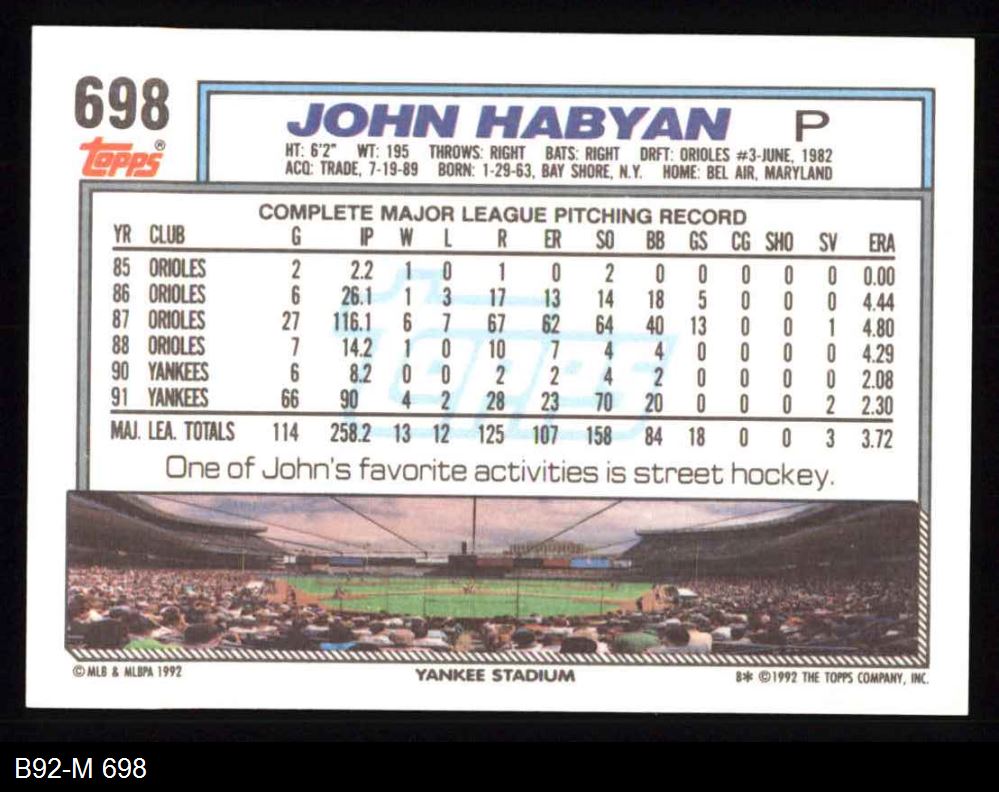 698
Topps®
JOHN HABYAN P
HT: 6'2" WT: 195 THROWS: RIGHT BATS: RIGHT DRFT: ORIOLES #3-JUNE, 1982
ACQ: TRADE, 7-19-89 BORN: 1-29-63, BAY SHORE, N.Y. HOME: BEL AIR, MARYLAND
COMPLETE MAJOR LEAGUE PITCHING RECORD
YR CLUB G IP W L R ER SO BB GS CG SHO SV ERA
85 ORIOLES 2 2.2 1 0 1 0 2 0 0 0 0 0 0.00
86 ORIOLES 6 26.1 1 3 17 13 14 18 5 0 0 0 4.44
87 ORIOLES 27 116.1 6 7 67 62 64 40 13 0 0 1 4.80
88 ORIOLES 7 14.2 1 0 10 7 4 4 0 0 0 0 4.29
90 YANKEES 6 8.2 0 0 2 2 4 2 0 0 0 0 2.08
91 YANKEES 66 90 4 2 28 23 70 20 0 0 0 2 2.30
MAJ. LEA. TOTALS 114 258.2 13 12 125 107 158 84 18 0 0 3 3.72
Topps
One of John's favorite activities is street hockey.
© MLB & MLBPA 1992 YANKEE STADIUM 8* ©1992 THE TOPPS COMPANY, INC.
B92-M 698